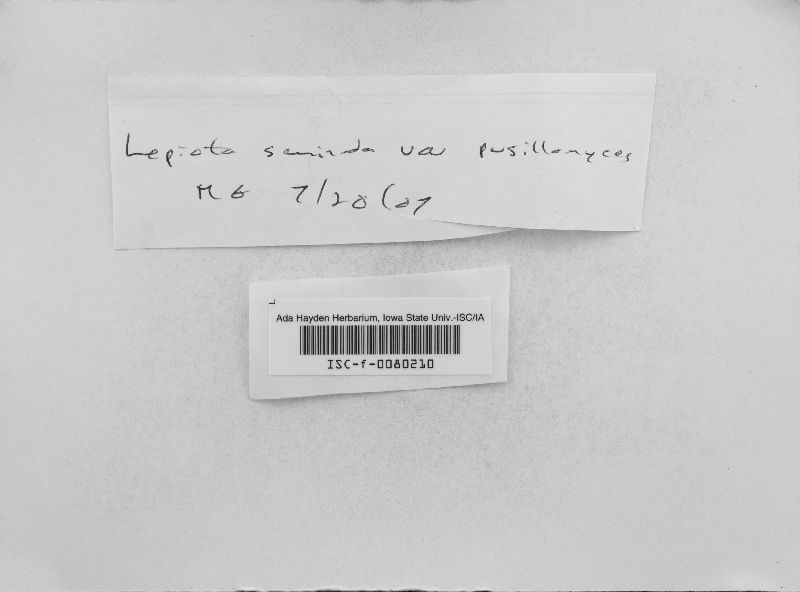 Lepiota seminuda var pusillomyces
MG 7/28/07
Ada Hayden Herbarium, Iowa State Univ.-ISC/IA
ISC-f-0080210